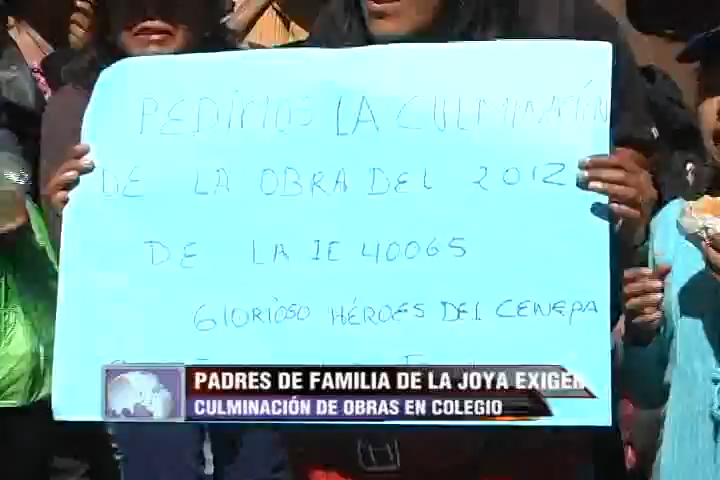 PEDIMOS LA CULMINACIÓN
DE LA OBRA DEL 2012
DE LA IE 40065
GLORIOSO HÉROES DEL CENEPA
PADRES DE FAMILIA DE LA JOYA EXIGEN
CULMINACIÓN DE OBRAS EN COLEGIO